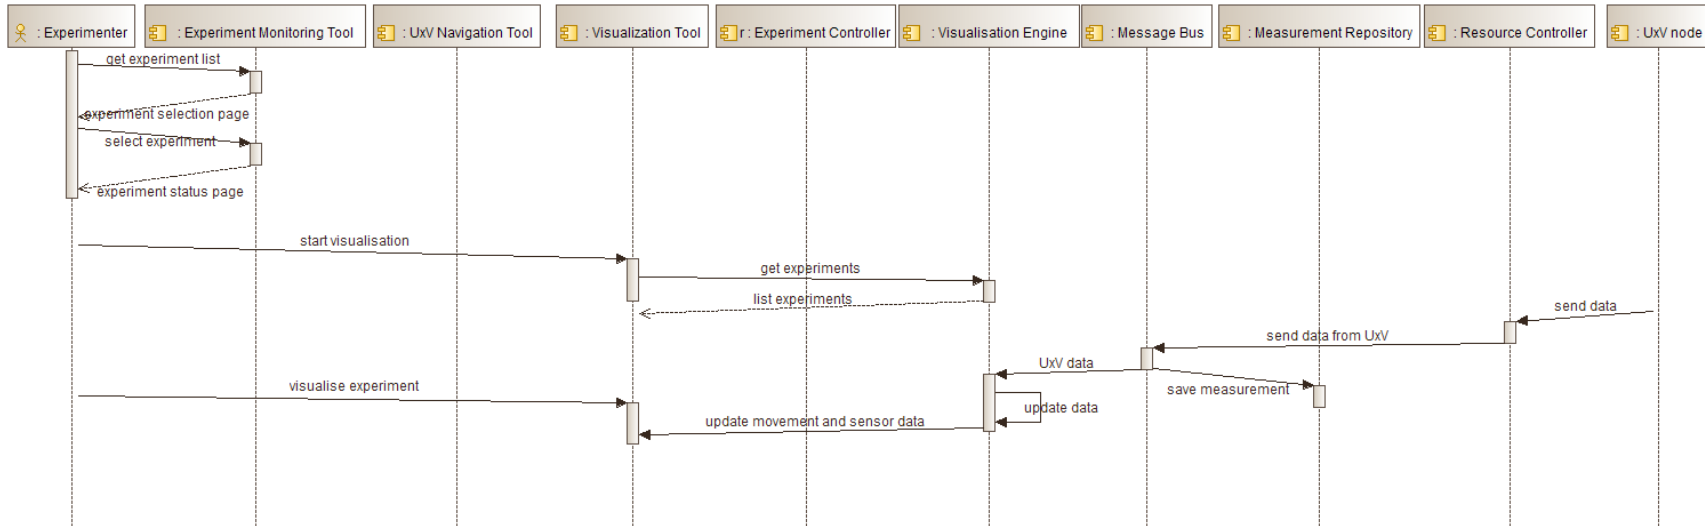 : Experimenter
: Experiment Monitoring Tool
: UxV Navigation Tool
: Visualization Tool
r : Experiment Controller
: Visualisation Engine
: Message Bus
: Measurement Repository
: Resource Controller
: UxV node
get experiment list
experiment selection page
select experiment
experiment status page
start visualisation
get experiments
list experiments
send data
send data from UxV
UxV data
visualise experiment
save measurement
update data
update movement and sensor data